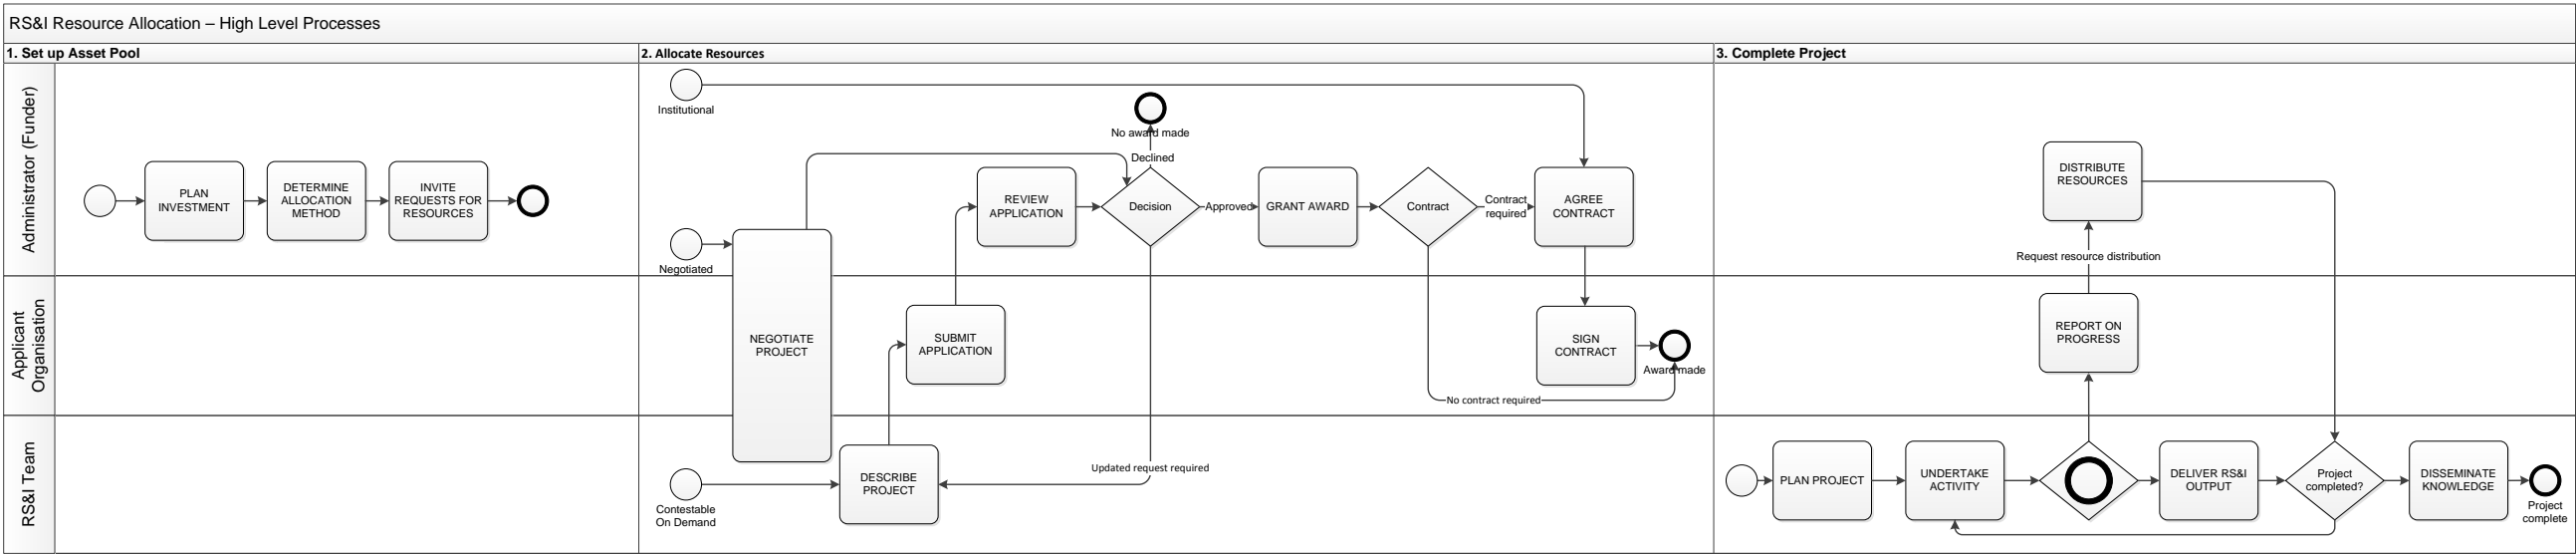 RS&I Resource Allocation – High Level Processes
1. Set up Asset Pool
2. Allocate Resources
3. Complete Project
Administrator (Funder)
Applicant
Organisation
RS&I Team
PLAN
INVESTMENT
DETERMINE
ALLOCATION
METHOD
INVITE
REQUESTS FOR
RESOURCES
Institutional
No award made
Declined
REVIEW
APPLICATION
Decision
Approved
GRANT AWARD
Contract
Contract
required
AGREE
CONTRACT
Negotiated
NEGOTIATE
PROJECT
SUBMIT
APPLICATION
SIGN
CONTRACT
Award made
No contract required
Updated request required
DESCRIBE
PROJECT
Contestable
On Demand
DISTRIBUTE
RESOURCES
Request resource distribution
REPORT ON
PROGRESS
PLAN PROJECT
UNDERTAKE
ACTIVITY
DELIVER RS&I
OUTPUT
Project
completed?
DISSEMINATE
KNOWLEDGE
Project
complete